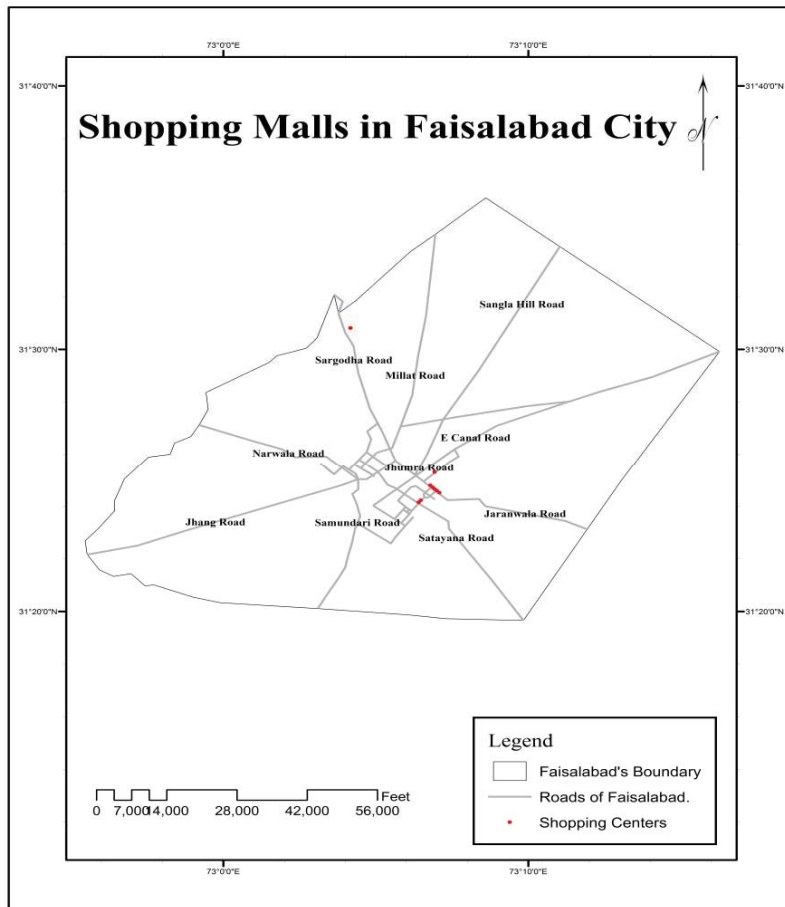 73°0'0"E 73°10'0"E
31°40'0"N 31°40'0"N
Shopping Malls in Faisalabad City N
Sangla Hill Road
31°30'0"N 31°30'0"N
Sargodha Road
Millat Road
E Canal Road
Narwala Road
Jhumra Road
Jaranwala Road
Jhang Road
Samundari Road
Satayana Road
31°20'0"N 31°20'0"N
Legend
Faisalabad's Boundary
Roads of Faisalabad.
Shopping Centers
Feet
0 7,000 14,000 28,000 42,000 56,000
73°0'0"E 73°10'0"E